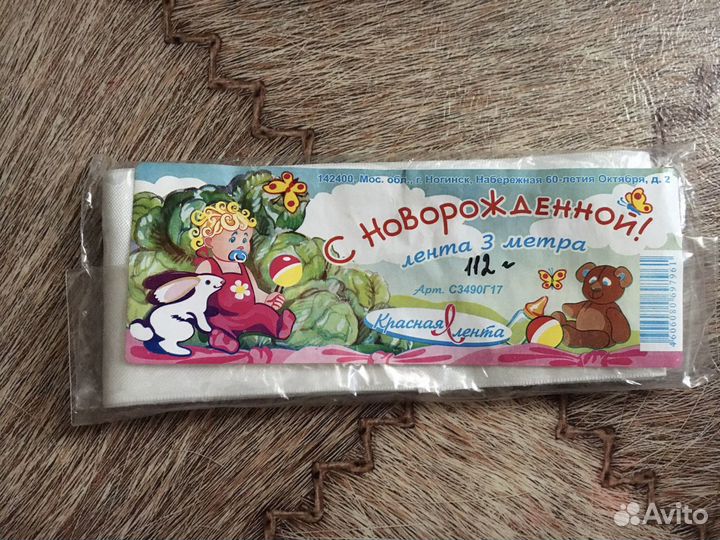 142400, Мос. обл., г. Ногинск, Набережная 60-летия Октября, д. 2
С НОВОРОЖДЕННОЙ!
лента 3 метра
112
Арт. С3490Г17
Красная лента
4606080697967
Avito